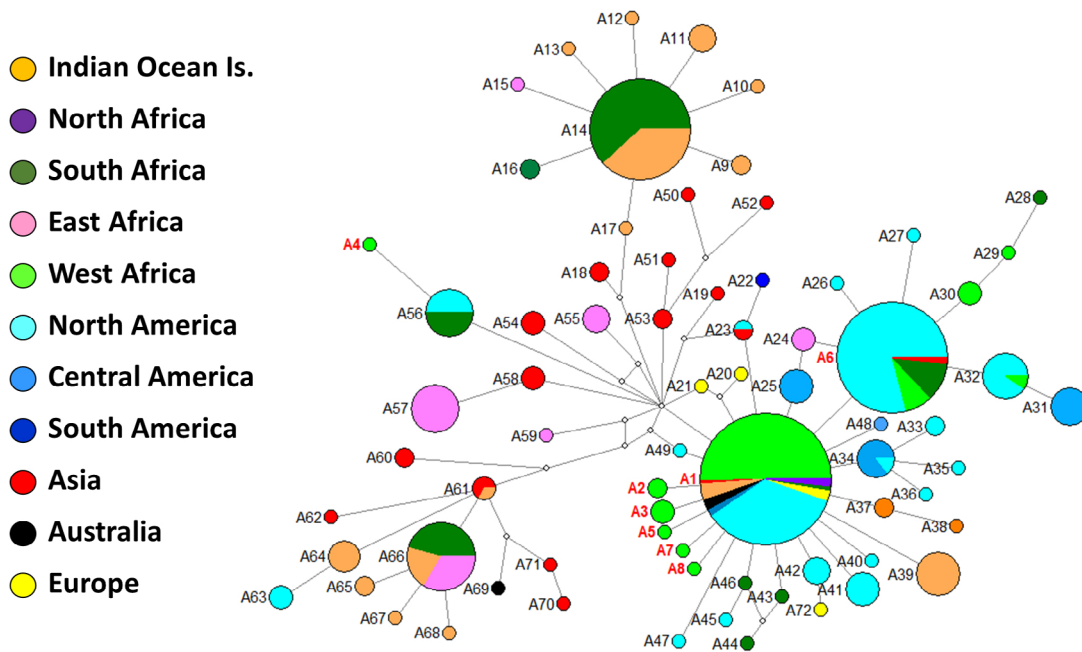 Indian Ocean Is.
North Africa
South Africa
East Africa
West Africa
North America
Central America
South America
Asia
Australia
Europe
A12
A11
A13
A15
A10
A14
A16
A9
A50
A52
A28
A17
A4
A27
A29
A51
A18
A26
A19
A22
A30
A56
A54
A55
A53
A23
A24
A6
A58
A21
A20
A25
A32
A57
A31
A48
A33
A59
A49
A34
A60
A1
A35
A61
A2
A36
A3
A37
A62
A5
A38
A64
A66
A7
A40
A71
A8
A42
A39
A65
A69
A46
A43
A41
A63
A70
A72
A67
A45
A68
A47
A44